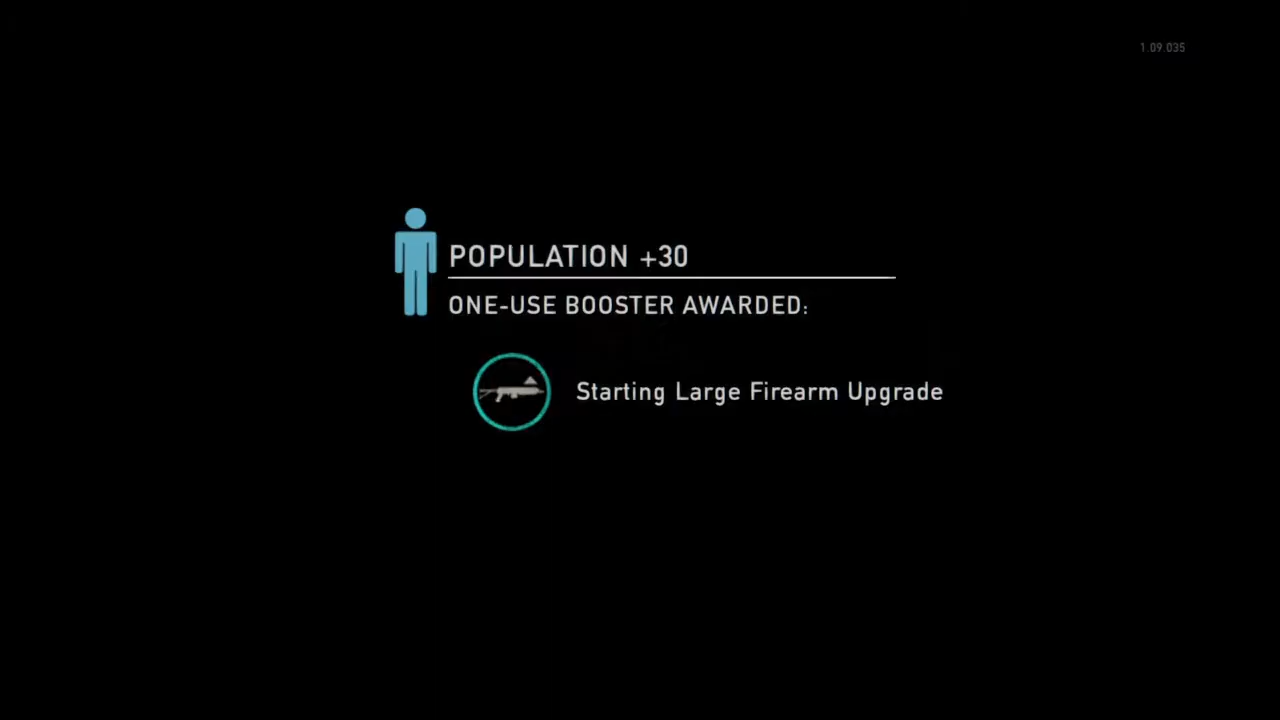 1.09.035
POPULATION +30
ONE-USE BOOSTER AWARDED:
Starting Large Firearm Upgrade